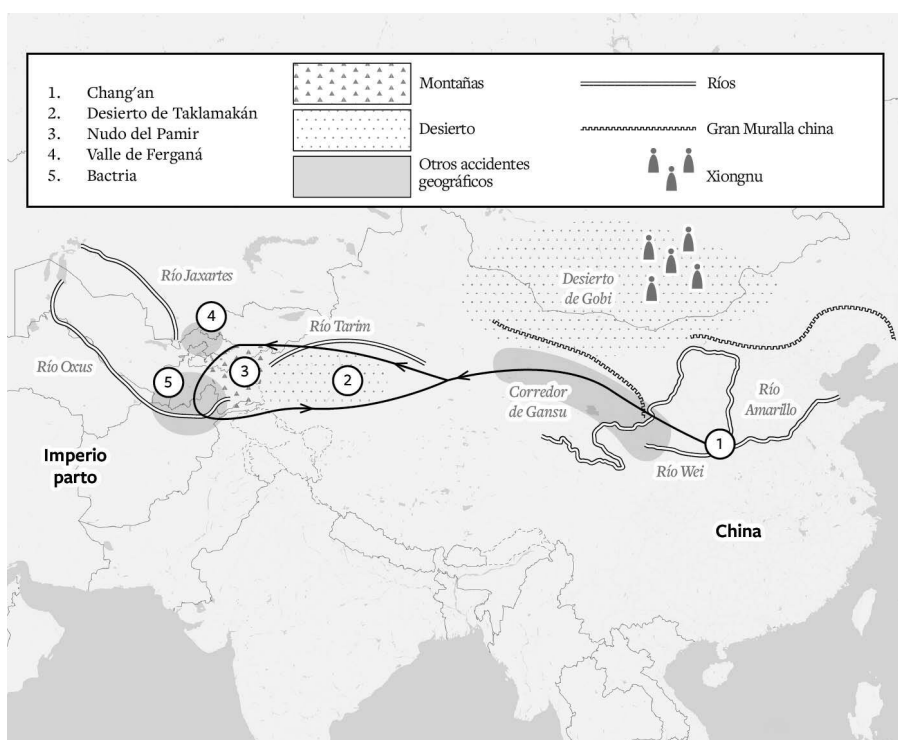 1. Chang'an
2. Desierto de Taklamakán
3. Nudo del Pamir
4. Valle de Ferganá
5. Bactria
Montañas
Desierto
Otros accidentes
geográficos
Ríos
Gran Muralla china
Xiongnu
Río Jaxartes
4
Río Tarim
Desierto
de Gobi
Río Oxus
5
3
2
Corredor
de Gansu
Río
Amarillo
1
Imperio
parto
Río Wei
China